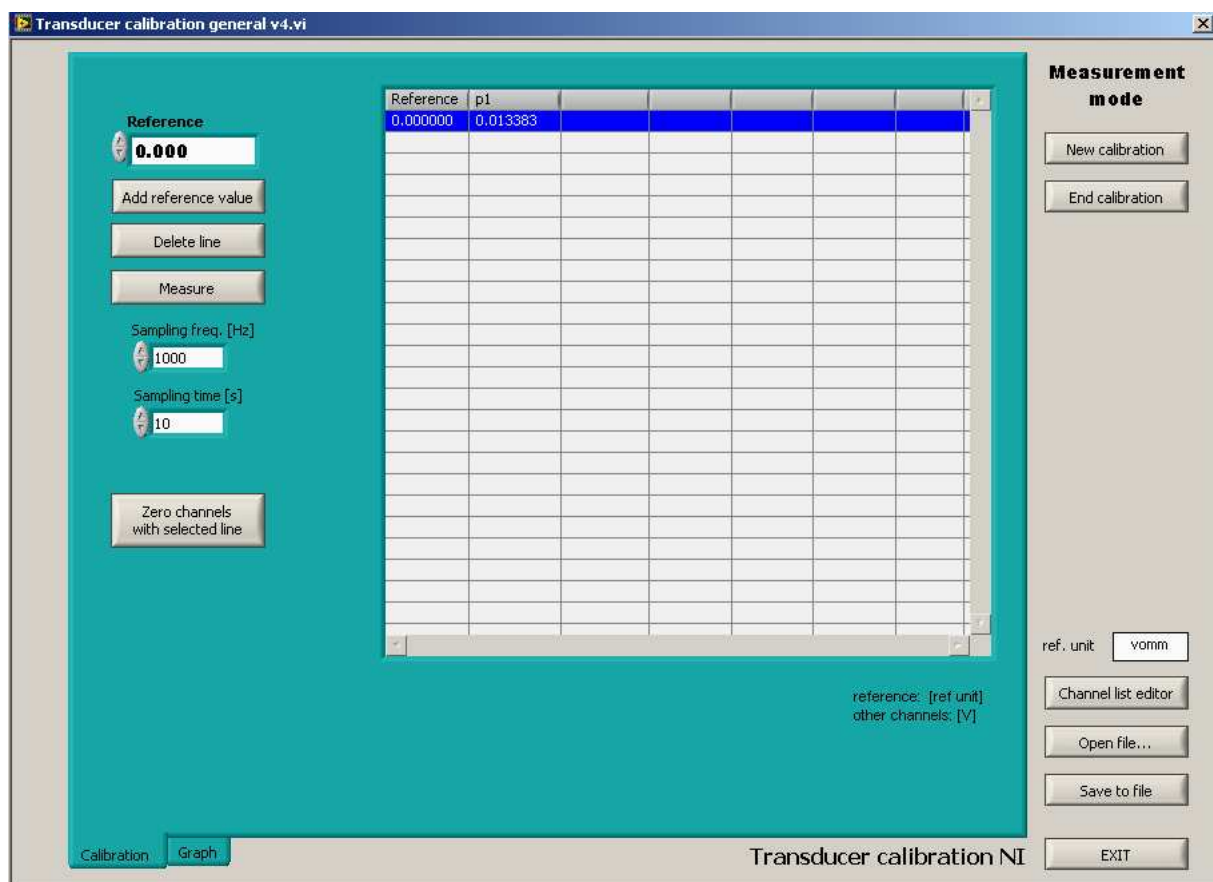 Transducer calibration general v4.vi
Measurement
mode
New calibration
End calibration
Reference
0.000
Add reference value
Delete line
Measure
Sampling freq. [Hz]
1000
Sampling time [s]
10
Zero channels
with selected line
Reference p1
0.000000 0.013383
reference: [ref unit]
other channels: [V]
ref. unit vomm
Channel list editor
Open file...
Save to file
EXIT
Calibration Graph
Transducer calibration NI